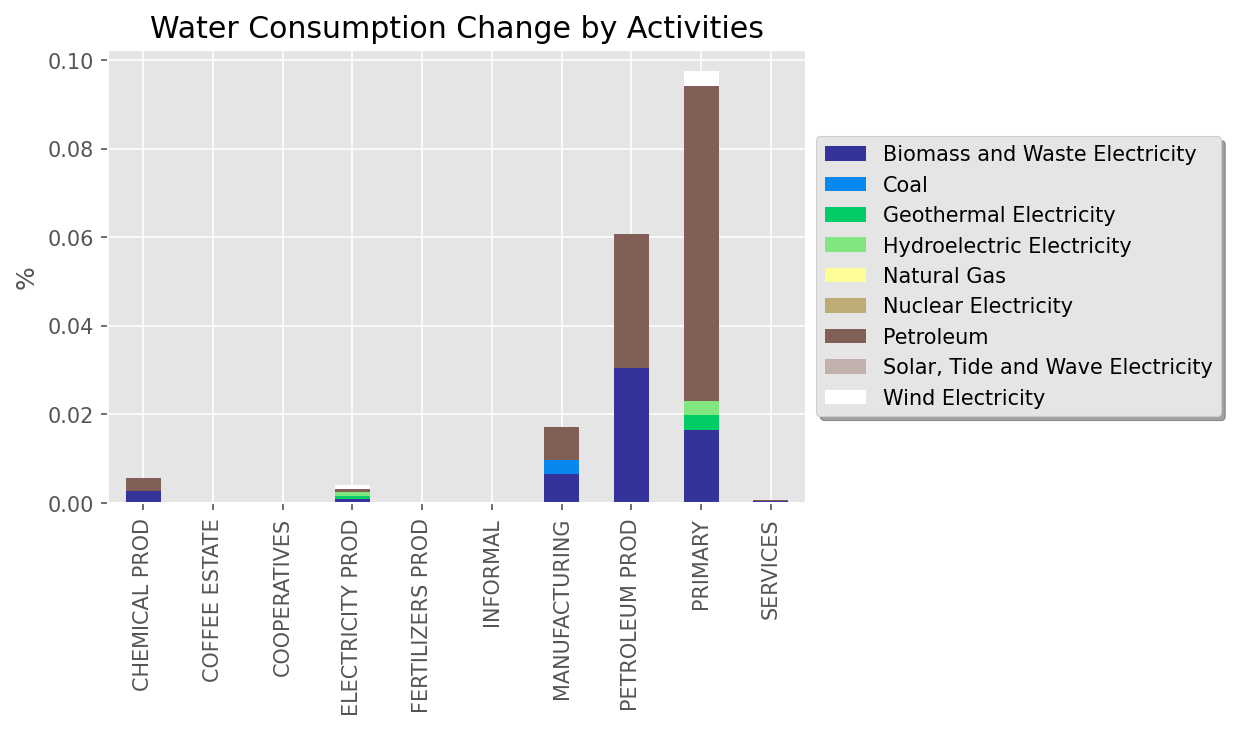 Water Consumption Change by Activities
%
0.10
0.08
0.06
0.04
0.02
0.00
CHEMICAL PROD
COFFEE ESTATE
COOPERATIVES
ELECTRICITY PROD
FERTILIZERS PROD
INFORMAL
MANUFACTURING
PETROLEUM PROD
PRIMARY
SERVICES
Biomass and Waste Electricity
Coal
Geothermal Electricity
Hydroelectric Electricity
Natural Gas
Nuclear Electricity
Petroleum
Solar, Tide and Wave Electricity
Wind Electricity